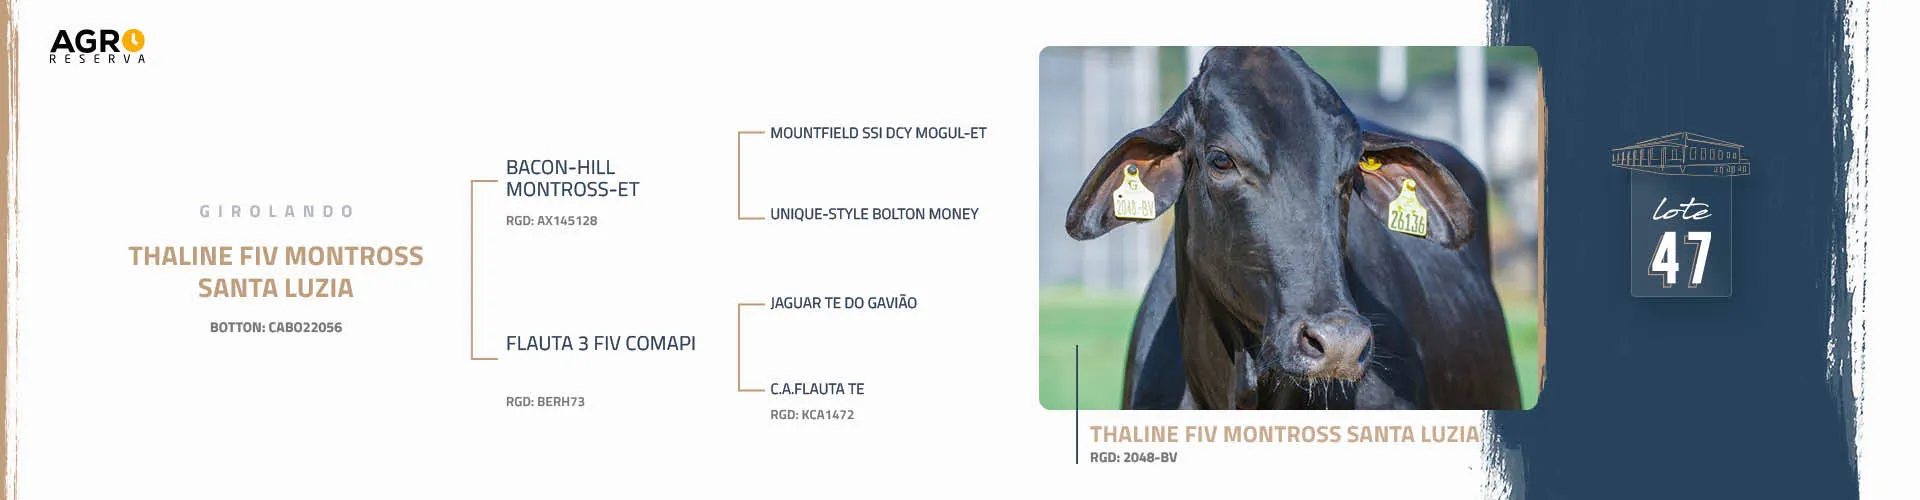 AGRO
RESERVA
GIROLANDO
THALINE FIV MONTROSS
SANTA LUZIA
BOTTON: CABO22056
BACON-HILL
MONTROSS-ET
RGD: AX145128
FLAUTA 3 FIV COMAPI
RGD: BERH73
MOUNTFIELD SSI DCY MOGUL-ET
UNIQUE-STYLE BOLTON MONEY
JAGUAR TE DO GAVIÃO
C.A.FLAUTA TE
RGD: KCA1472
G
2048-BV
26136
THALINE FIV MONTROSS SANTA LUZIA
RGD: 2048-BV
lote
47